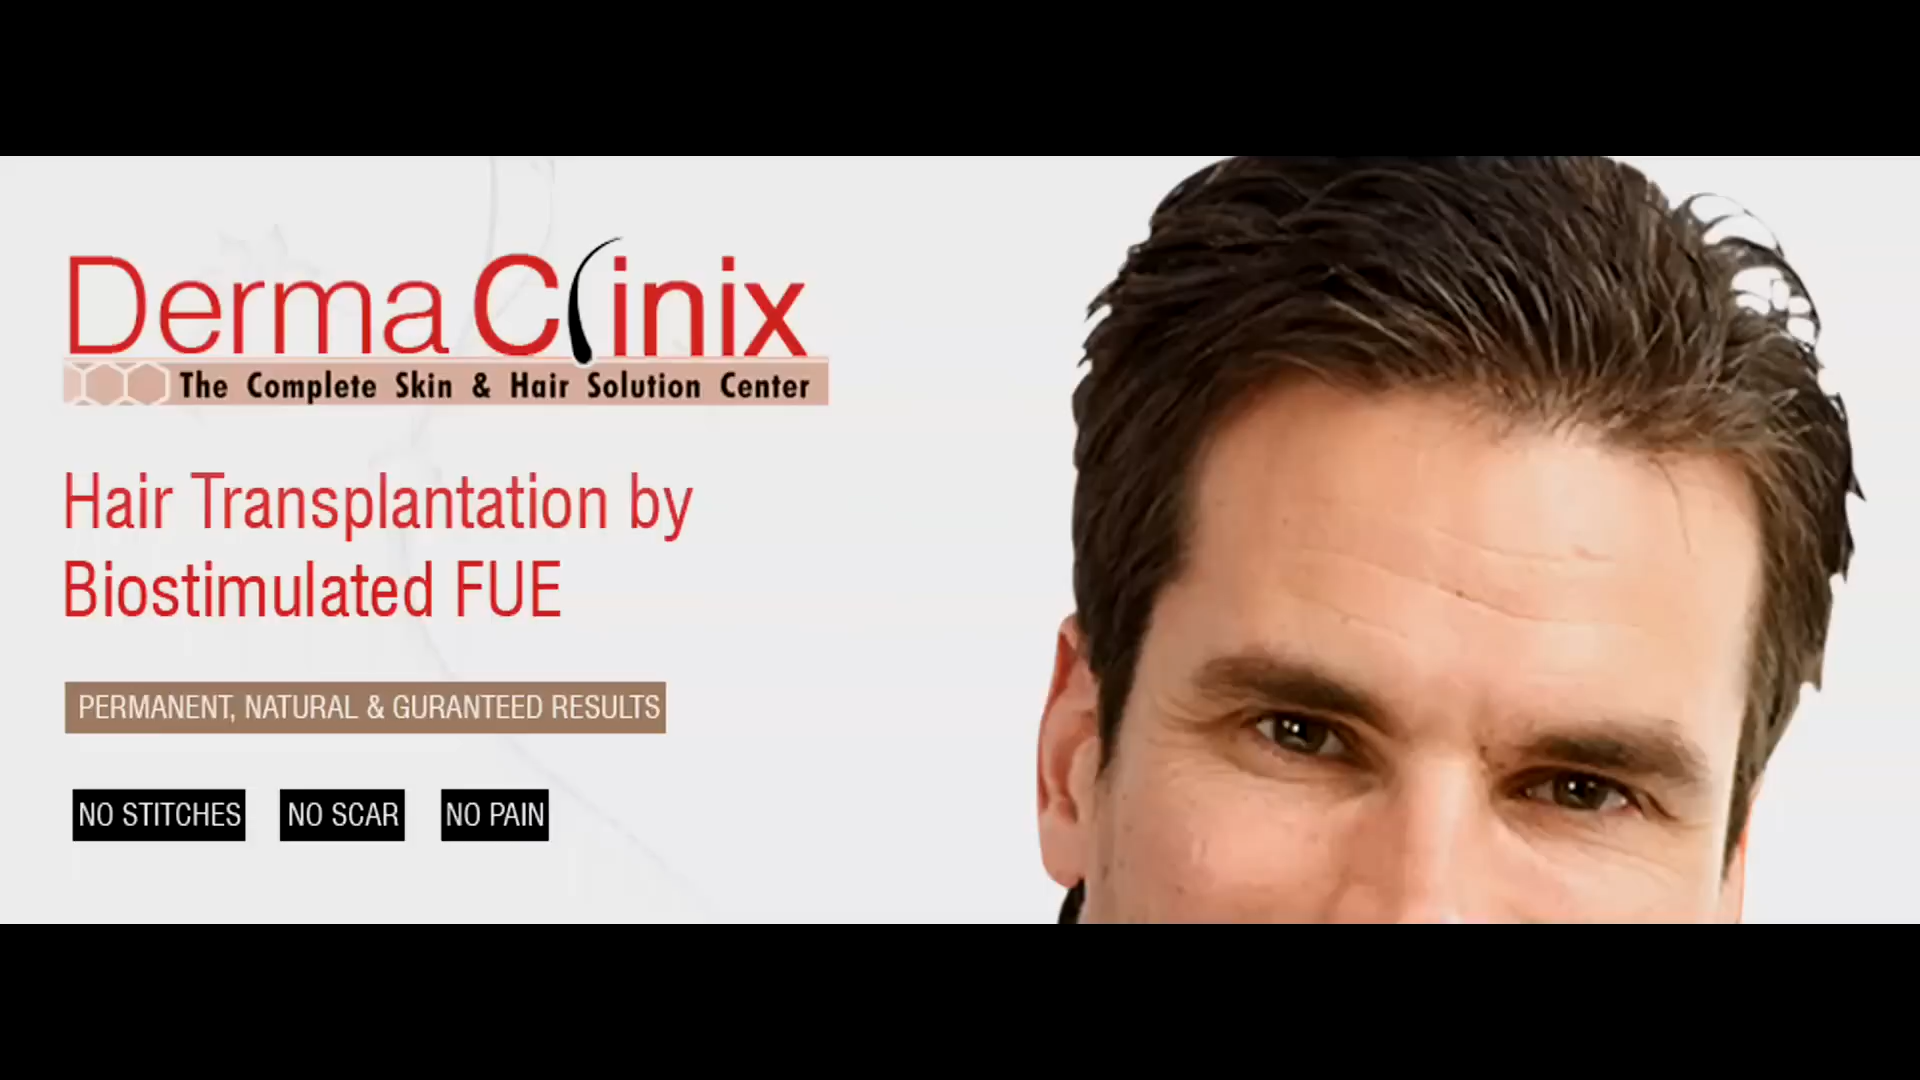 Derma Clinix
The Complete Skin & Hair Solution Center
Hair Transplantation by
Biostimulated FUE
PERMANENT, NATURAL & GURANTEED RESULTS
NO STITCHES NO SCAR NO PAIN